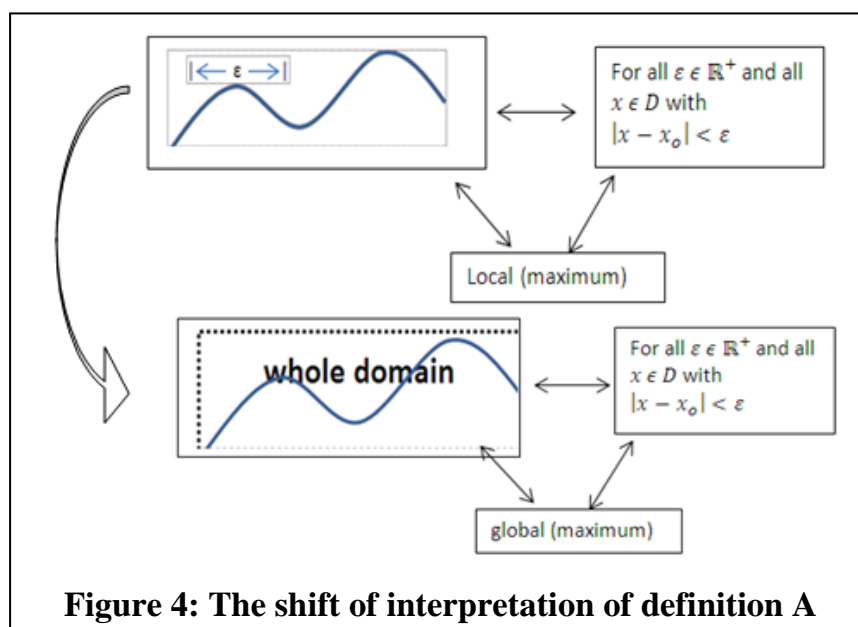 |← ε →|
For all ε ϵ ℝ⁺ and all
x ϵ D with
|x − xₒ| < ε
Local (maximum)
whole domain
For all ε ϵ ℝ⁺ and all
x ϵ D with
|x − xₒ| < ε
global (maximum)
Figure 4: The shift of interpretation of definition A